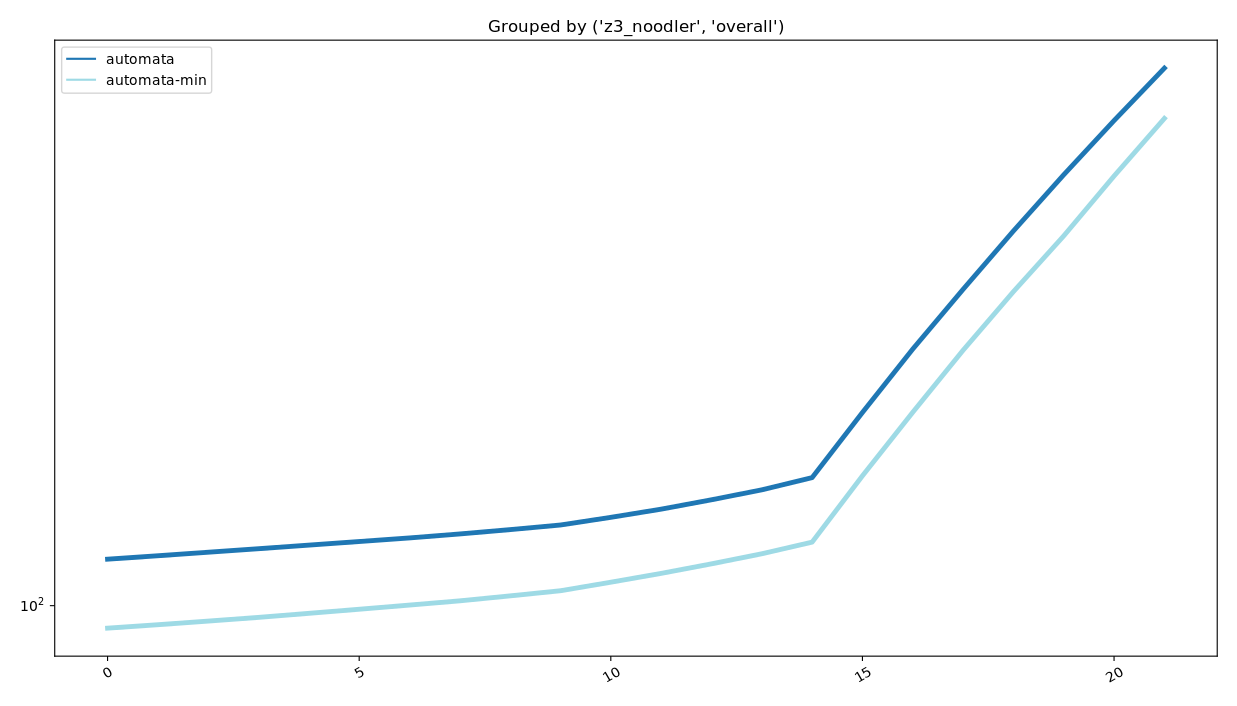 Grouped by ('z3_noodler', 'overall')
automata
automata-min
10²
0 5 10 15 20